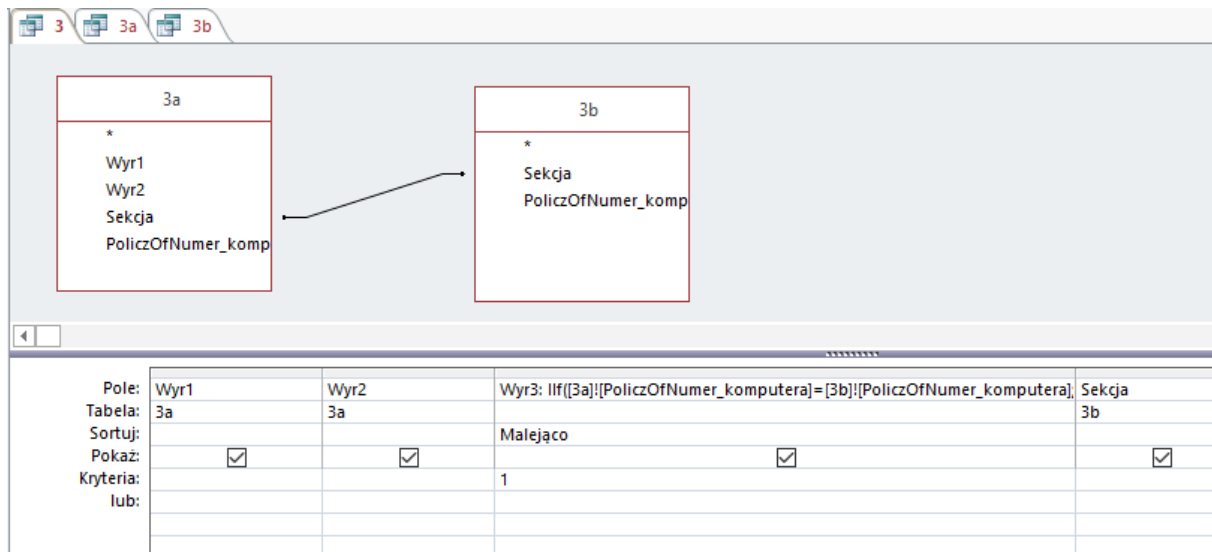 3 3a 3b
3a
*
Wyr1
Wyr2
Sekcja
PoliczOfNumer_komp
3b
*
Sekcja
PoliczOfNumer_komp
Pole: Wyr1 Wyr2 Wyr3: IIf([3a]![PoliczOfNumer_komputera]=[3b]![PoliczOfNumer_komputera]; Sekcja
Tabela: 3a 3a 3b
Sortuj: Malejąco
Pokaż:
Kryteria: 1
lub: